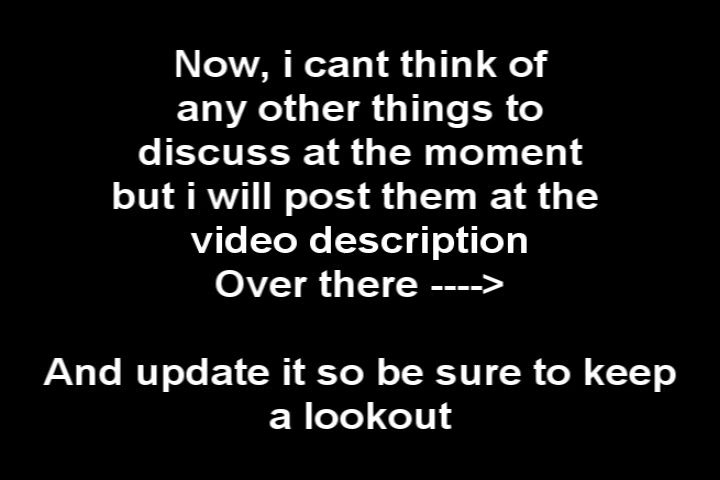 Now, i cant think of
any other things to
discuss at the moment
but i will post them at the
video description
Over there ---->
And update it so be sure to keep
a lookout